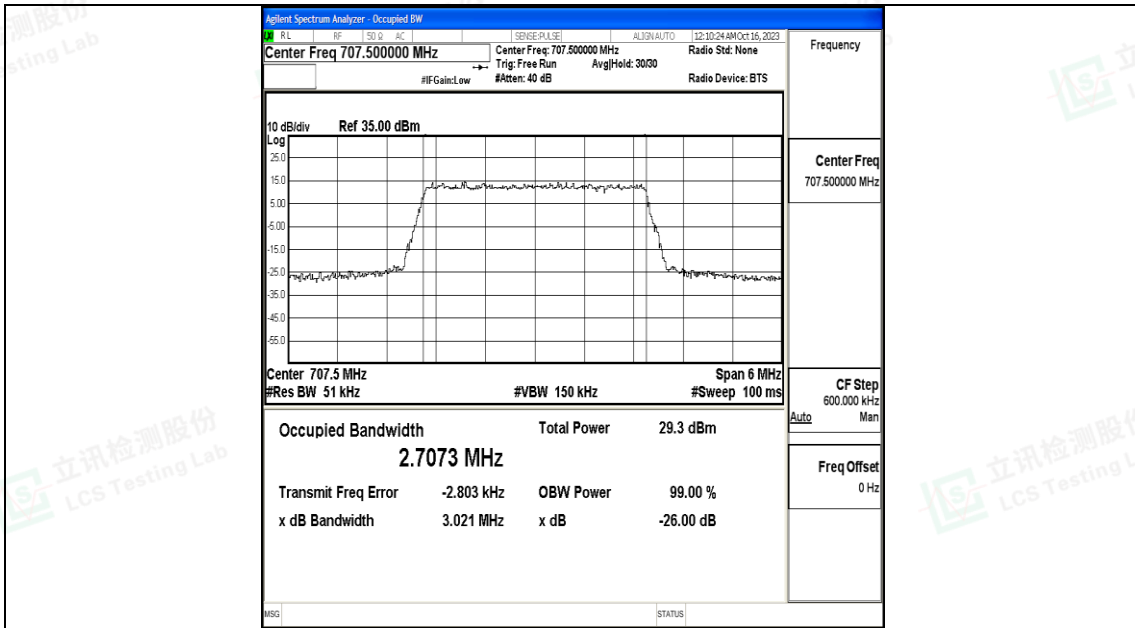 Agilent Spectrum Analyzer - Occupied BW
RL RF 50 Ω AC SENSE:PULSE ALIGN AUTO 12:10:24 AM Oct 16, 2023
Center Freq 707.500000 MHz
Center Freq: 707.500000 MHz
Radio Std: None
Trig: Free Run Avg|Hold: 30/30
#IFGain:Low
#Atten: 40 dB
Radio Device: BTS
10 dB/div Ref 35.00 dBm
Log
25.0
15.0
5.00
-5.00
-15.0
-25.0
-35.0
-45.0
-55.0
Center 707.5 MHz Span 6 MHz
#Res BW 51 kHz #VBW 150 kHz #Sweep 100 ms
Occupied Bandwidth Total Power 29.3 dBm
2.7073 MHz
Transmit Freq Error -2.803 kHz OBW Power 99.00 %
x dB Bandwidth 3.021 MHz x dB -26.00 dB
MSG STATUS
Frequency
Center Freq
707.500000 MHz
CF Step
600.000 kHz
Auto Man
Freq Offset
0 Hz
立讯检测股份
LCS Testing Lab
立讯检测股份
LCS Testing L
测股份
sting Lab
立